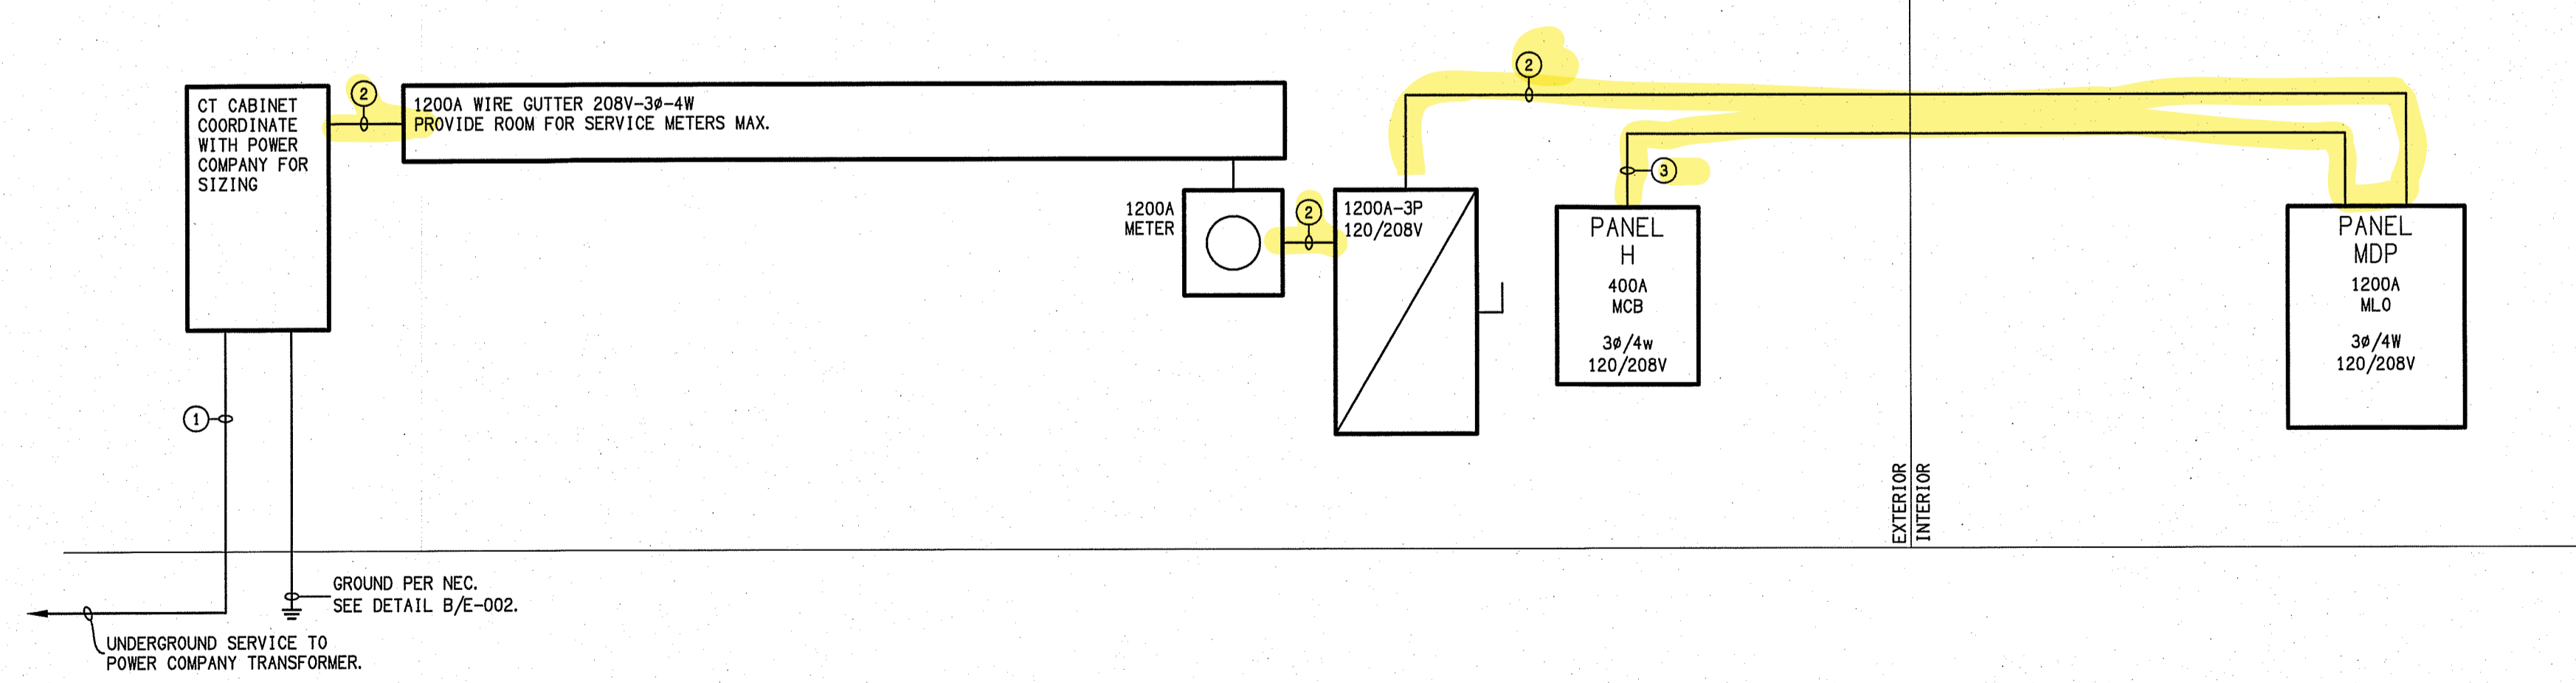 CT CABINET
COORDINATE
WITH POWER
COMPANY FOR
SIZING
2
1200A WIRE GUTTER 208V-3ø-4W
PROVIDE ROOM FOR SERVICE METERS MAX.
1200A
METER
2
1200A-3P
120/208V
2
3
PANEL
H
400A
MCB
3ø/4w
120/208V
PANEL
MDP
1200A
MLO
3ø/4W
120/208V
1
EXTERIOR
INTERIOR
GROUND PER NEC.
SEE DETAIL B/E-002.
UNDERGROUND SERVICE TO
POWER COMPANY TRANSFORMER.